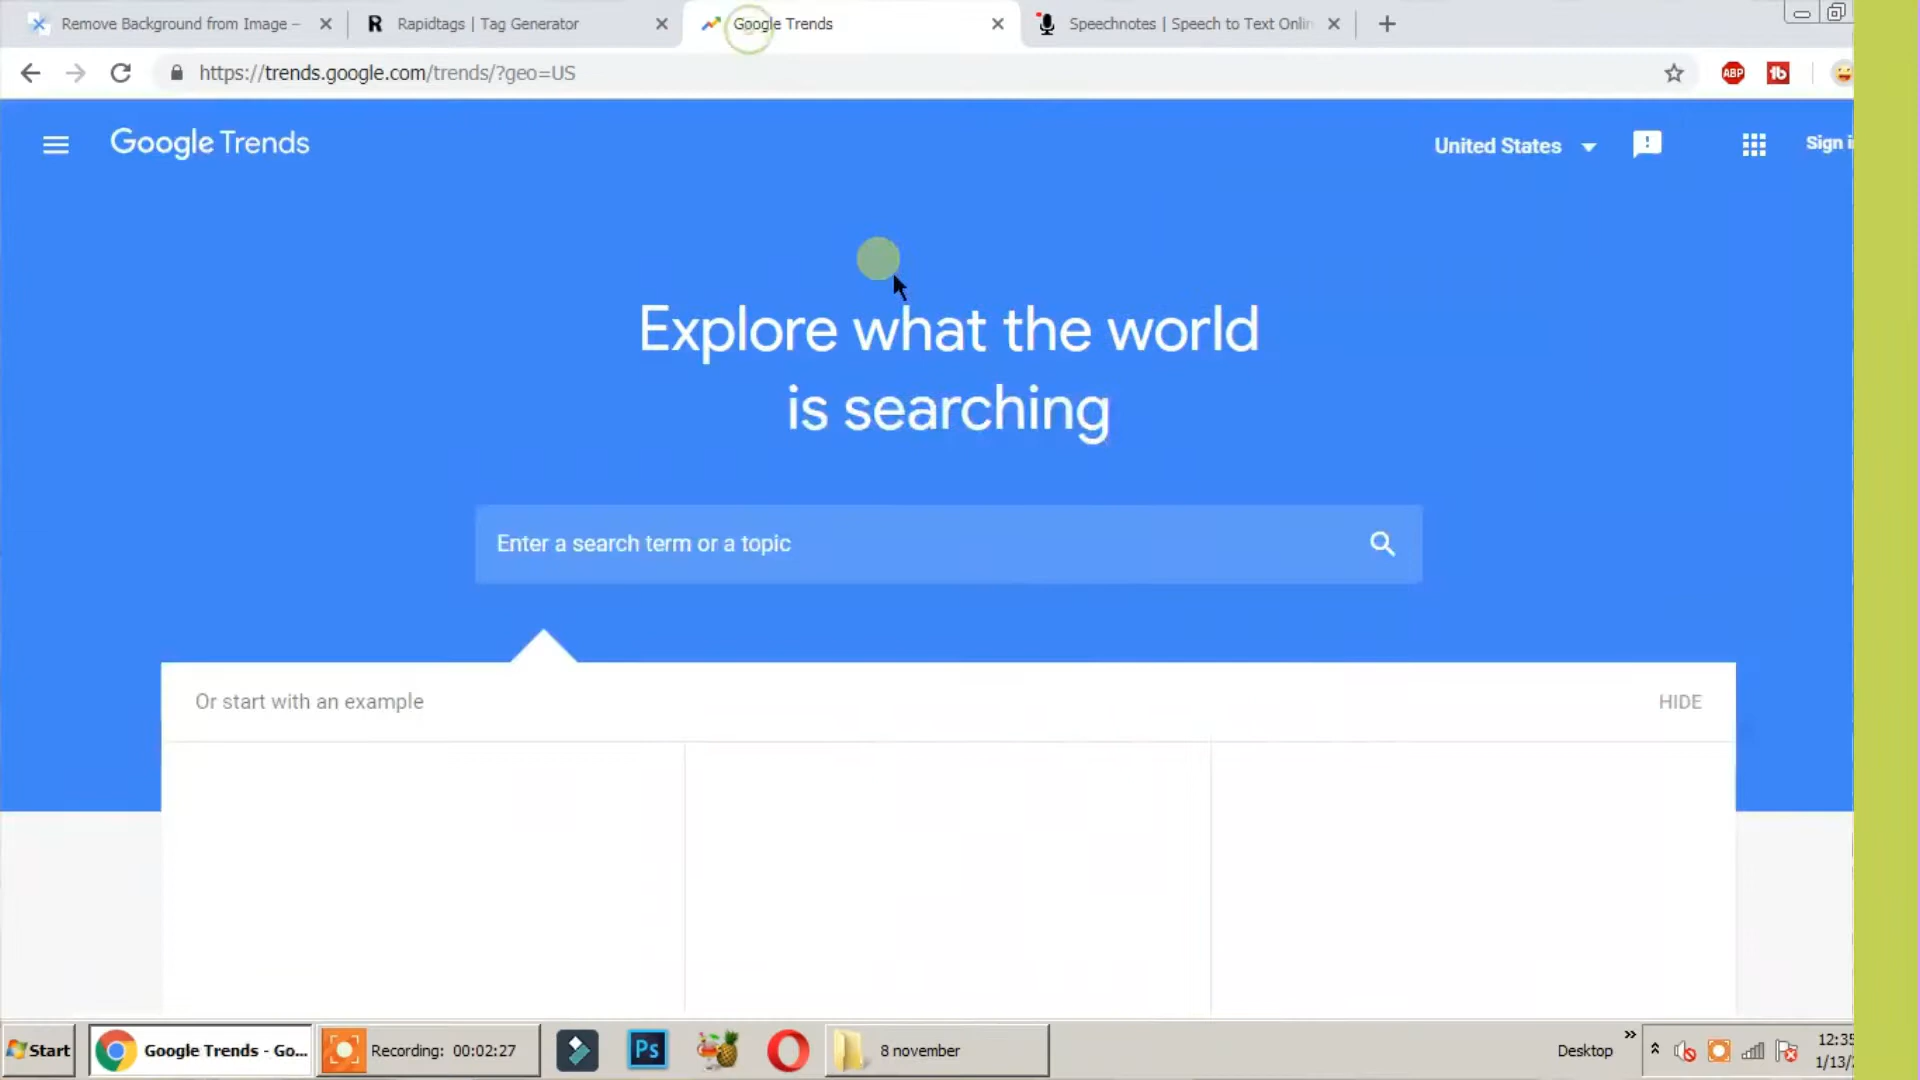 Remove Background from Image –
Rapidtags | Tag Generator
Google Trends
Speechnotes | Speech to Text Onlin
https://trends.google.com/trends/?geo=US
ABP
Google Trends
United States
Sign i
Explore what the world
is searching
Enter a search term or a topic
Or start with an example
HIDE
Start
Google Trends - Go...
Recording: 00:02:27
Ps
8 november
Desktop
12:35
1/13/